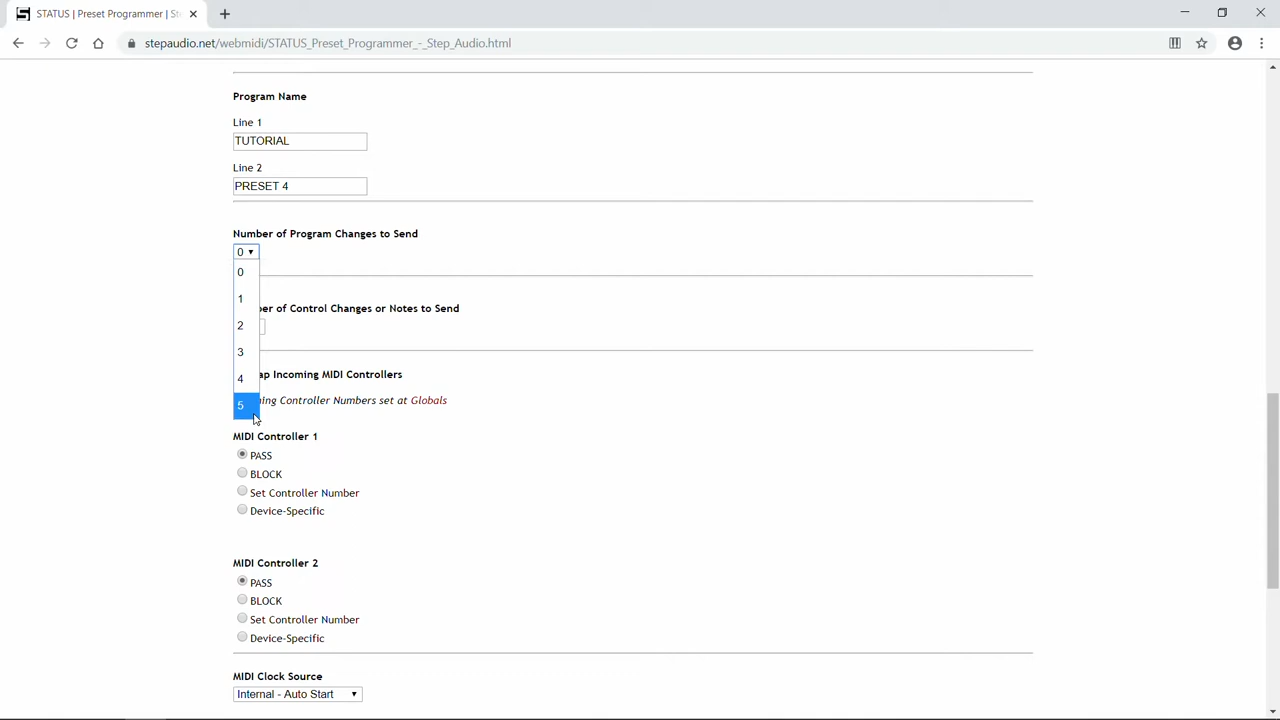 STATUS | Preset Programmer | St
stepaudio.net/webmidi/STATUS_Preset_Programmer_-_Step_Audio.html
Program Name
Line 1
TUTORIAL
Line 2
PRESET 4
Number of Program Changes to Send
0
0
1
ber of Control Changes or Notes to Send
2
3
ap Incoming MIDI Controllers
4
ing Controller Numbers set at Globals
5
MIDI Controller 1
PASS
BLOCK
Set Controller Number
Device-Specific
MIDI Controller 2
PASS
BLOCK
Set Controller Number
Device-Specific
MIDI Clock Source
Internal - Auto Start